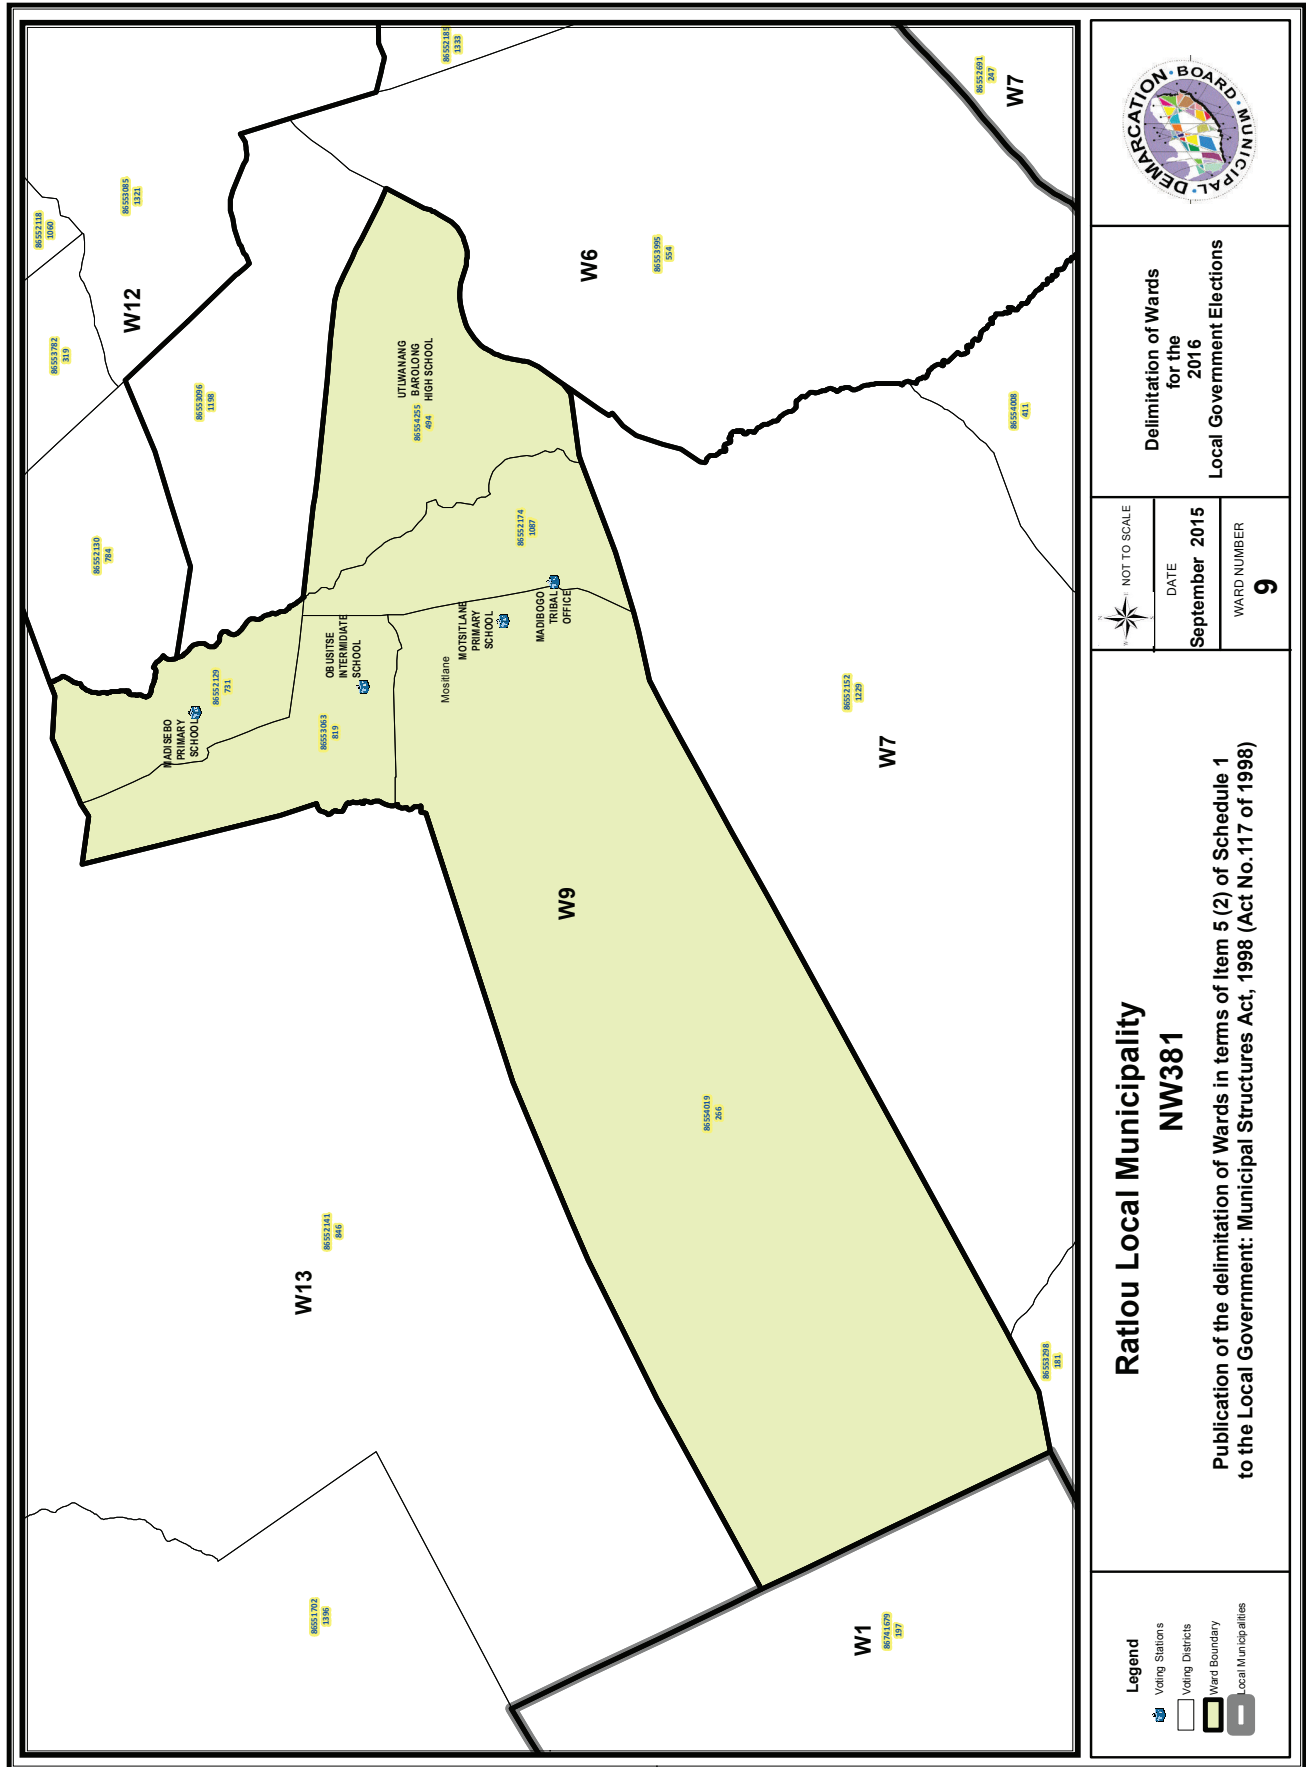 86552185
1333
86552691
247
W7
86552118
1060
86553085
1321
W12
86553782
319
86553096
1198
86552130
784
W6
86553995
554
UTLWANANG
BAROLONG
HIGH SCHOOL
86554255
494
86554008
411
86552174
1087
MADIBOGO
TRIBAL
OFFICE
MOTSITLANE
PRIMARY
SCHOOL
Mositlane
OBUSITSE
INTERMIDIATE
SCHOOL
86553063
819
86552129
731
MADISEBO
PRIMARY
SCHOOL
86552152
1229
W7
W9
86554019
266
86552141
846
W13
86553298
181
86551702
1396
W1
86741679
197
Legend
Voting Stations
Voting Districts
Ward Boundary
Local Municipalities
Ratlou Local Municipality
NW381
Publication of the delimitation of Wards in terms of Item 5 (2) of Schedule 1
to the Local Government: Municipal Structures Act, 1998 (Act No.117 of 1998)
NOT TO SCALE
DATE
September 2015
WARD NUMBER
9
Delimitation of Wards
for the
2016
Local Government Elections
MUNICIPAL DEMARCATION BOARD